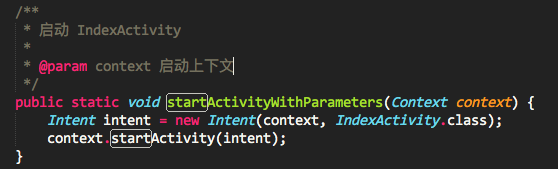 /**
 * 启动 IndexActivity
 *
 * @param context 启动上下文
 */
public static void startActivityWithParameters(Context context) {
    Intent intent = new Intent(context, IndexActivity.class);
    context.startActivity(intent);
}